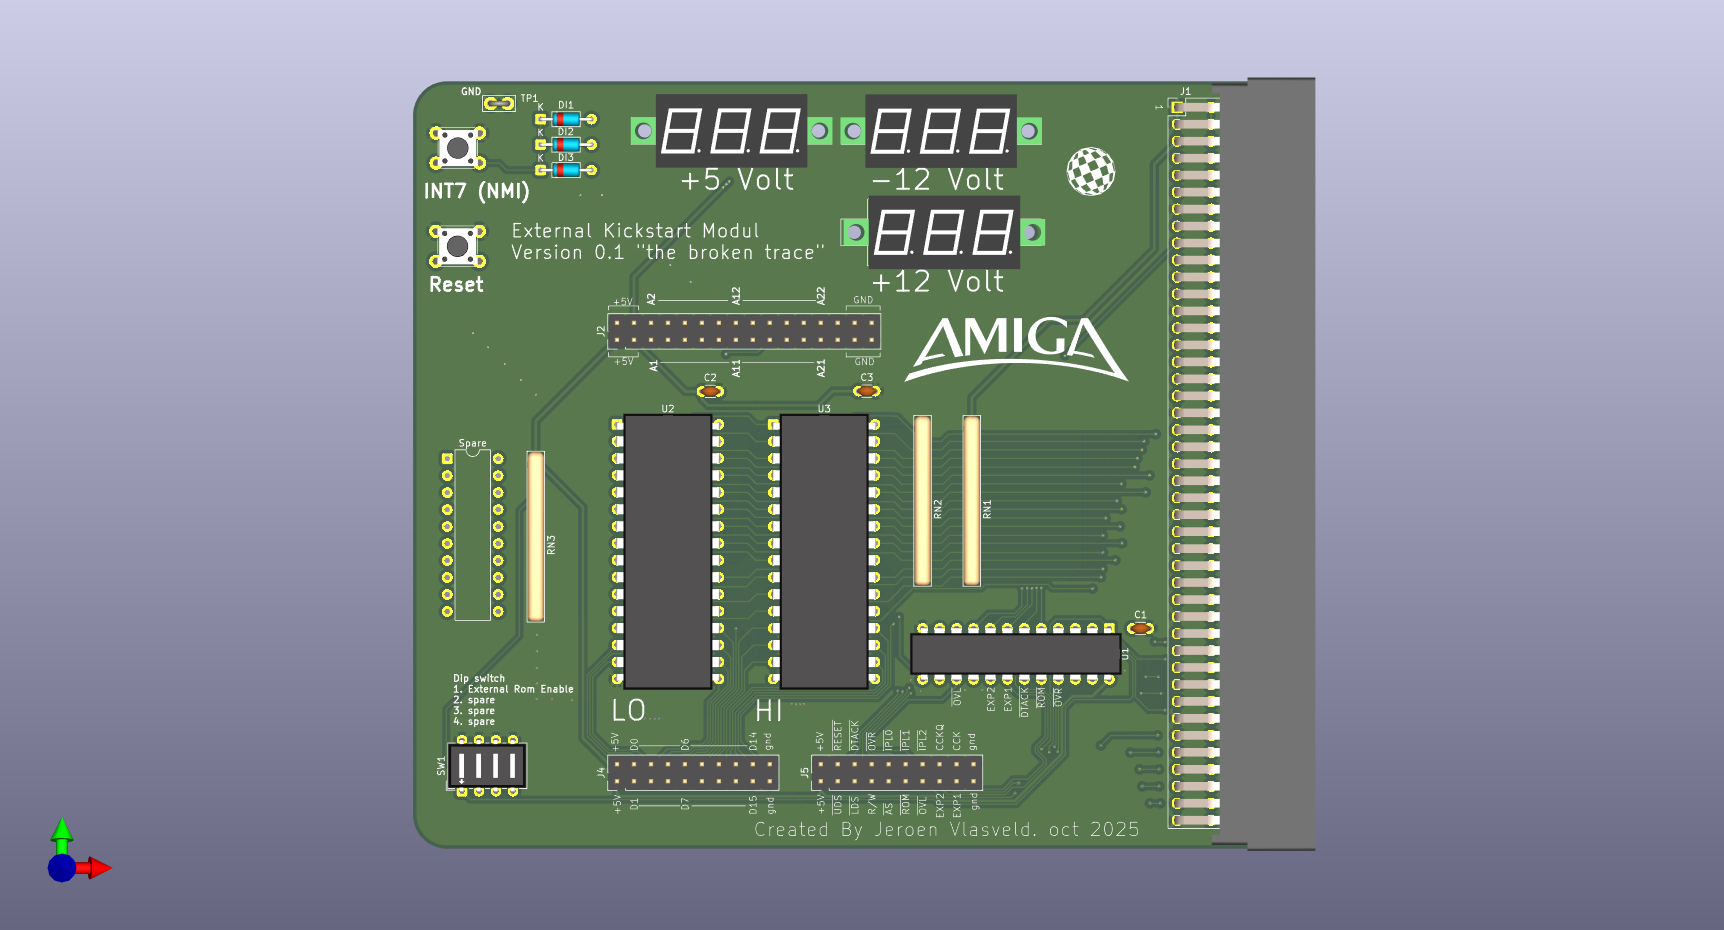 GND
TP1
K
DI1
K
DI2
K
DI3
J1
1
+5 Volt
-12 Volt
INT7 (NMI)
External Kickstart Modul
Version 0.1 "the broken trace"
+12 Volt
Reset
+5V
A2
A12
A22
GND
J2
AMIGA
+5V
A1
A11
A21
GND
C2
C3
U2
U3
Spare
RN3
RN2
RN1
C1
U1
OVL
EXP2
EXP1
DTACK
ROM
OVR
Dip switch
1. External Rom Enable
2. spare
3. spare
4. spare
LO
HI
SW1
+5V
D0
D6
D14
gnd
J4
+5V
D1
D7
D15
gnd
+5V
RESET
DTACK
OVR
IPL0
IPL1
IPL2
CCKQ
CCK
gnd
J5
+5V
UDS
LDS
R/W
AS
ROM
OVL
EXP2
EXP1
gnd
Created By Jeroen Vlasveld. oct 2025